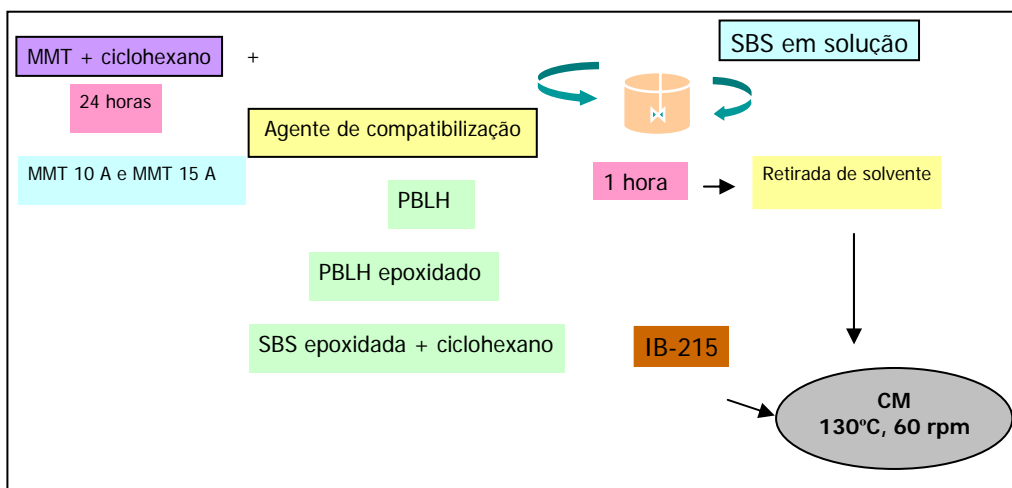 MMT + ciclohexano
+
SBS em solução
24 horas
Agente de compatibilização
MMT 10 A e MMT 15 A
1 hora
Retirada de solvente
PBLH
PBLH epoxidado
SBS epoxidada + ciclohexano
IB-215
CM
130ºC, 60 rpm